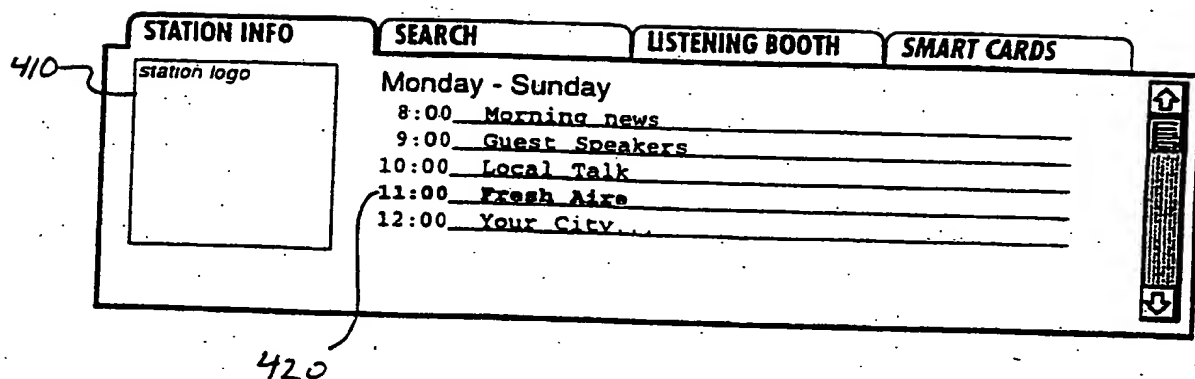 STATION INFO SEARCH LISTENING BOOTH SMART CARDS
410 station logo
Monday - Sunday
8:00 Morning news
9:00 Guest Speakers
10:00 Local Talk
11:00 Fresh Aire
12:00 Your City...
420